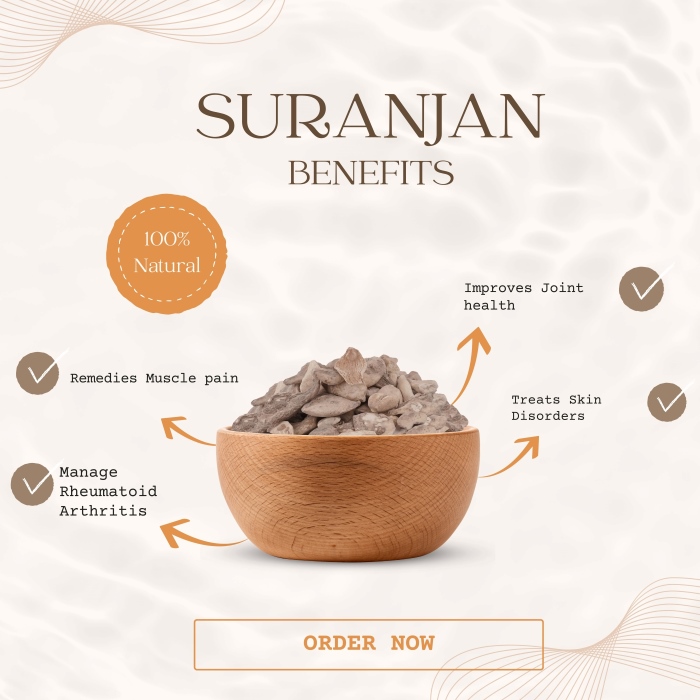 SURANJAN
BENEFITS
100%
Natural
Improves Joint
health
Remedies Muscle pain
Treats Skin
Disorders
Manage
Rheumatoid
Arthritis
ORDER NOW